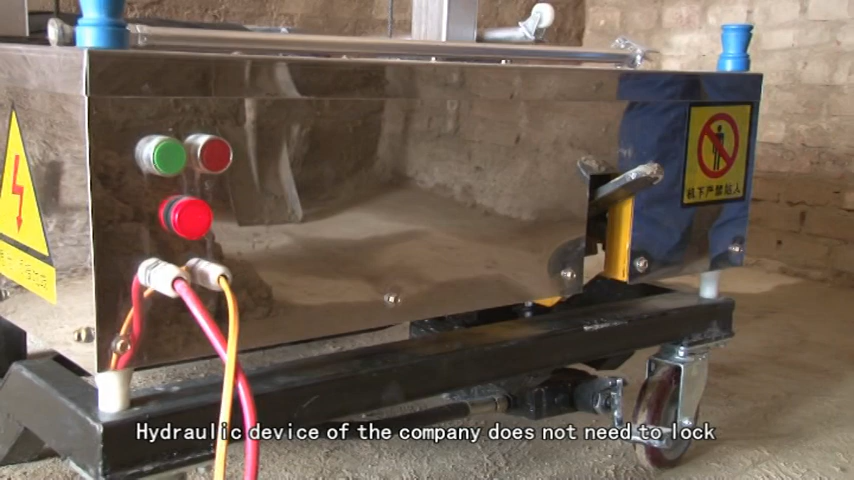 机下严禁站人
Hydraulic device of the company does not need to lock